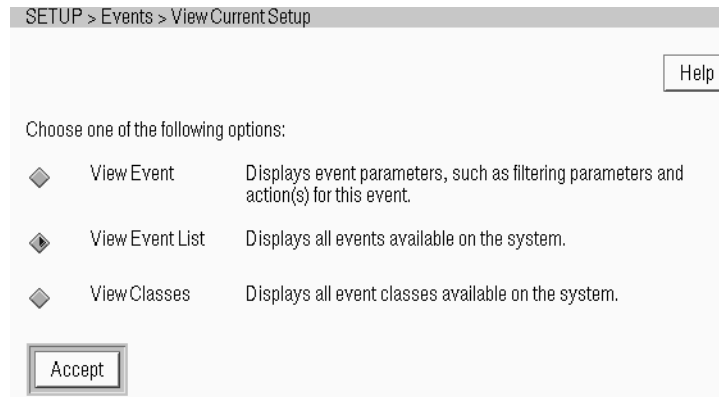 SETUP > Events > View Current Setup
Help
Choose one of the following options:
View Event Displays event parameters, such as filtering parameters and
action(s) for this event.
View Event List Displays all events available on the system.
View Classes Displays all event classes available on the system.
Accept